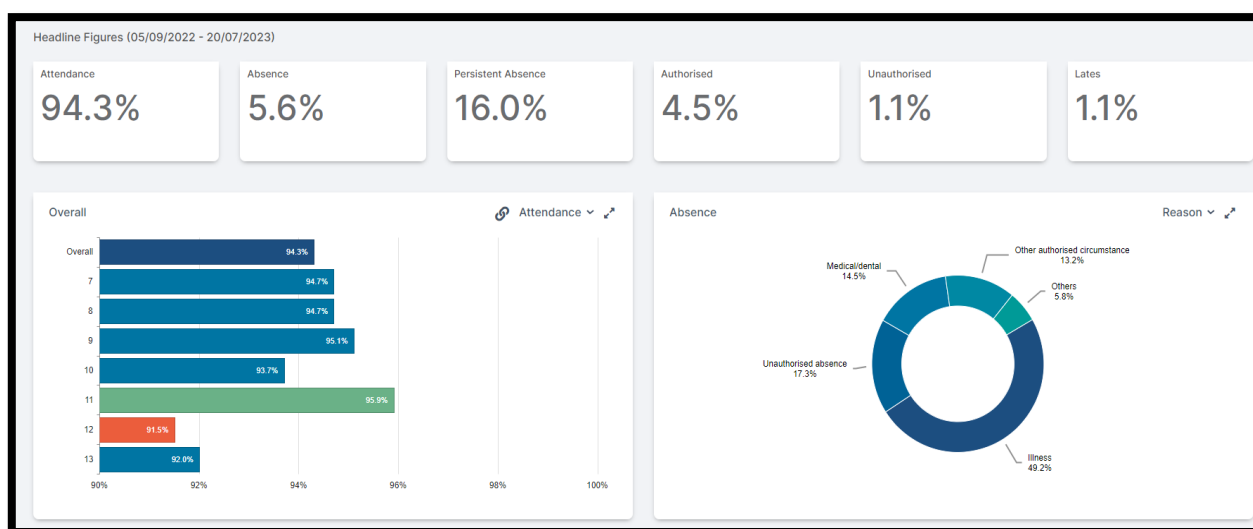 Headline Figures (05/09/2022 - 20/07/2023)
Attendance
94.3%
Absence
5.6%
Persistent Absence
16.0%
Authorised
4.5%
Unauthorised
1.1%
Lates
1.1%
Overall
Attendance
Overall
94.3%
7
94.7%
8
94.7%
9
95.1%
10
93.7%
11
95.9%
12
91.5%
13
92.0%
90% 92% 94% 96% 98% 100%
Absence
Reason
Other authorised circumstance
13.2%
Medical/dental
14.5%
Others
5.8%
Unauthorised absence
17.3%
Illness
49.2%